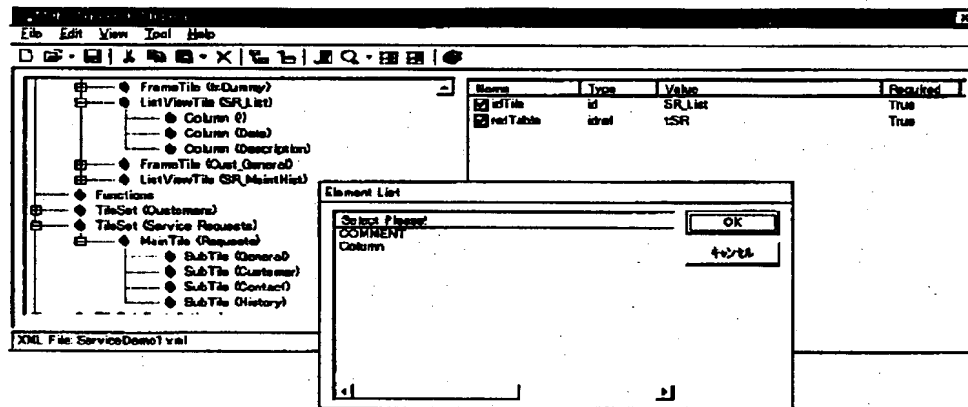 File Edit View Tool Help
FrameTile (tsDummy)
ListViewTile (SR_List)
Column ()
Column (Date)
Column (Description)
FrameTile (Cust_General)
ListViewTile (SR_MaintHist)
Functions
TileSet (Customers)
TileSet (Service Requests)
MainTile (Requests)
SubTile (General)
SubTile (Customer)
SubTile (Contact)
SubTile (History)
Name Type Value Required
idTile id SR_List True
refTable idref tSR True
Element List
Select Please!
COMMENT
Column
OK
キャンセル
XML File: ServiceDemo1.xml